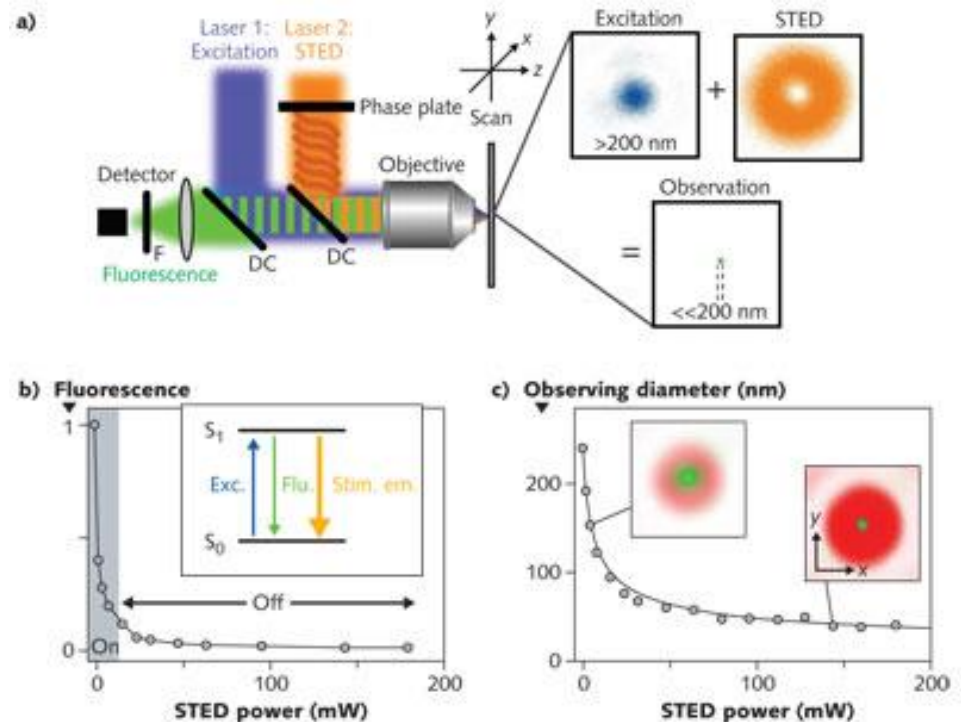 a)
Laser 1:
Excitation
Laser 2:
STED
Phase plate
Objective
Detector
F
Fluorescence
DC
DC
y
x
z
Scan
Excitation
>200 nm
+
STED
Observation
=
<<200 nm
b) Fluorescence
1
0
S1
S0
Exc.
Flu.
Stim. em.
Off
On
0
100
200
STED power (mW)
c) Observing diameter (nm)
200
100
0
y
x
0
100
200
STED power (mW)